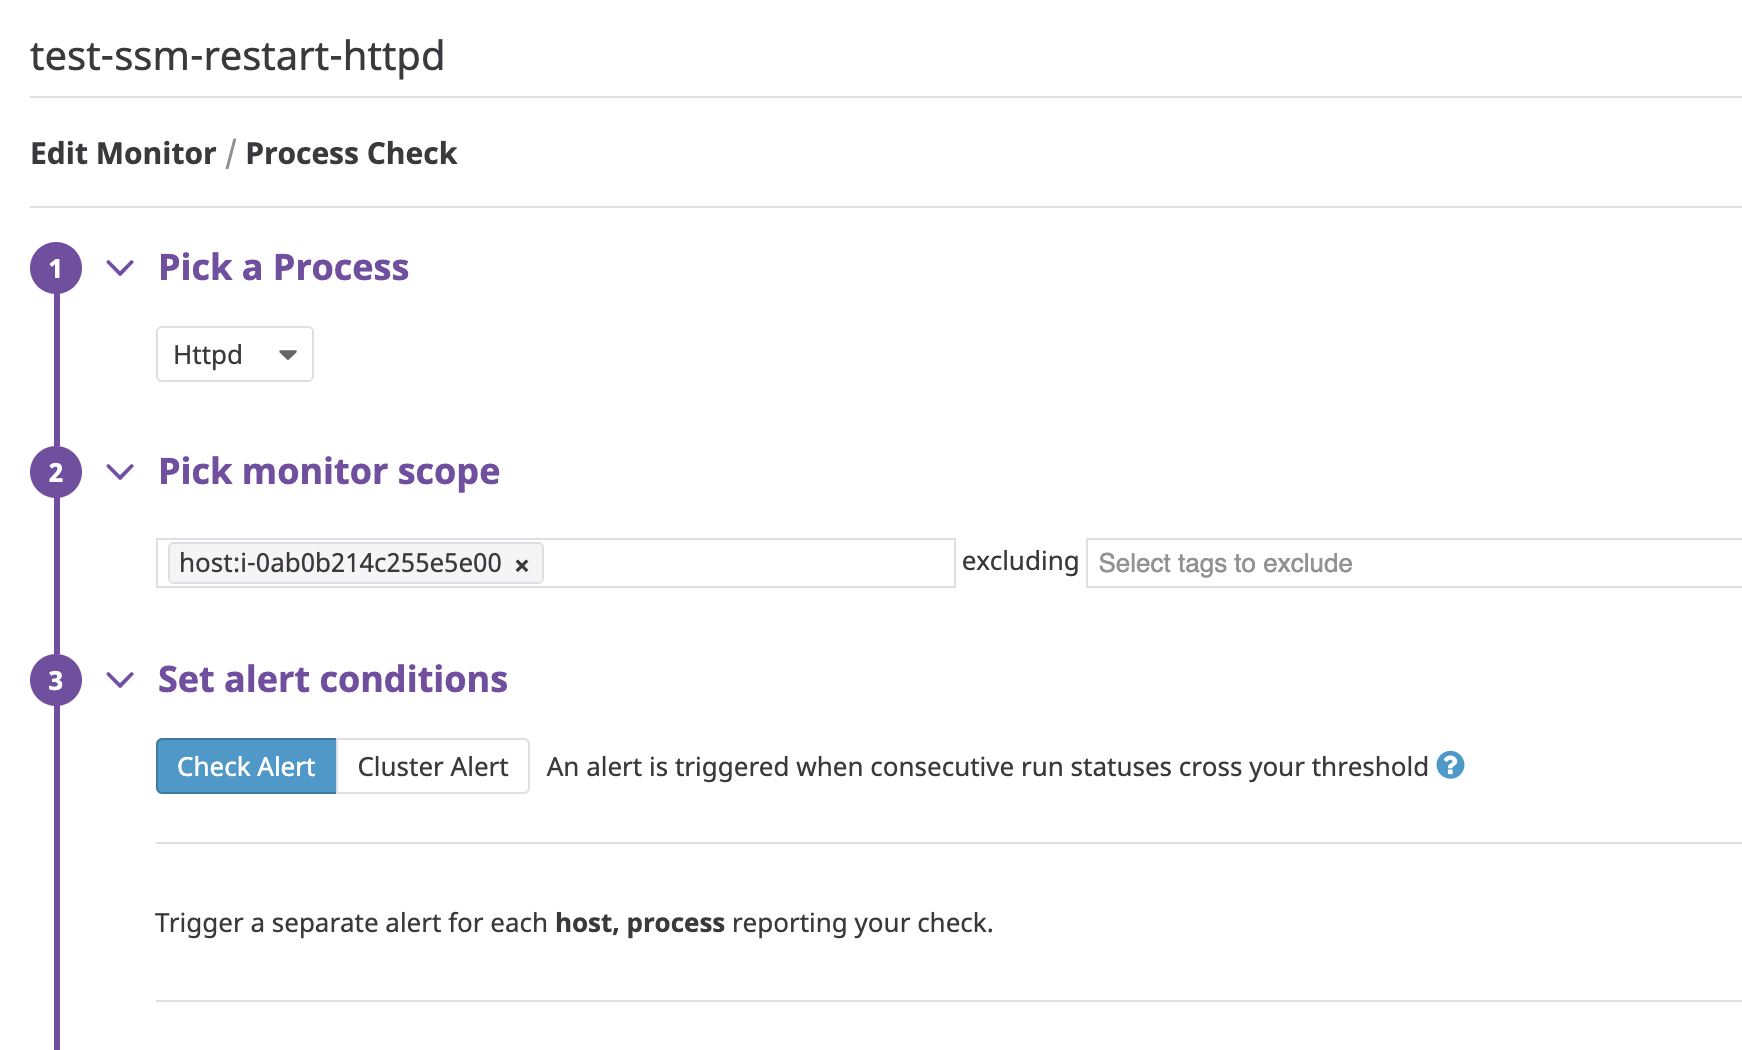 test-ssm-restart-httpd
Edit Monitor / Process Check
1 Pick a Process
Httpd
2 Pick monitor scope
host:i-0ab0b214c255e5e00 × excluding Select tags to exclude
3 Set alert conditions
Check Alert Cluster Alert An alert is triggered when consecutive run statuses cross your threshold ?
Trigger a separate alert for each host, process reporting your check.